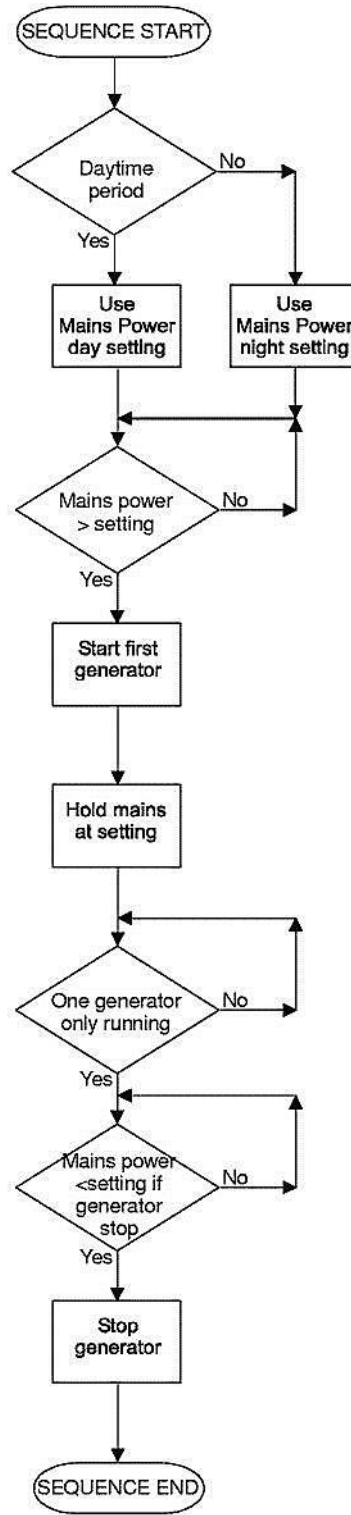 SEQUENCE START
Daytime
period
No
Yes
Use
Mains Power
day setting
Use
Mains Power
night setting
Mains power
> setting
No
Yes
Start first
generator
Hold mains
at setting
One generator
only running
No
Yes
Mains power
<setting if
generator
stop
No
Yes
Stop
generator
SEQUENCE END